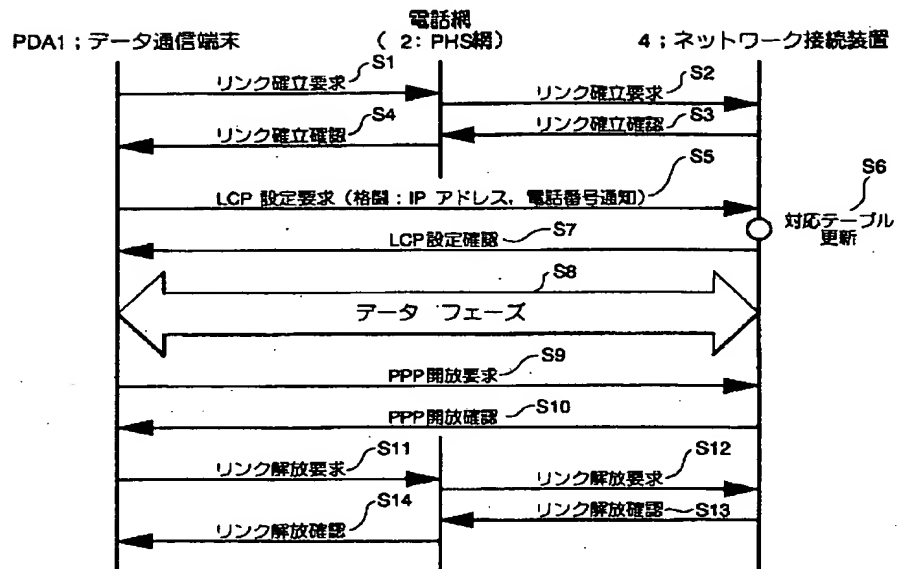 電話網
PDA1；データ通信端末
（ 2：PHS網）
4；ネットワーク接続装置
S1
リンク確立要求
S2
リンク確立要求
S4
リンク確立確認
S3
リンク確立確認
S5
S6
LCP 設定要求（格闘：IP アドレス，電話番号通知）
対応テーブル
更新
S7
LCP設定確認
S8
データ フェーズ
S9
PPP開放要求
S10
PPP開放確認
S11
リンク解放要求
S12
リンク解放要求
S14
リンク解放確認
リンク解放確認
S13